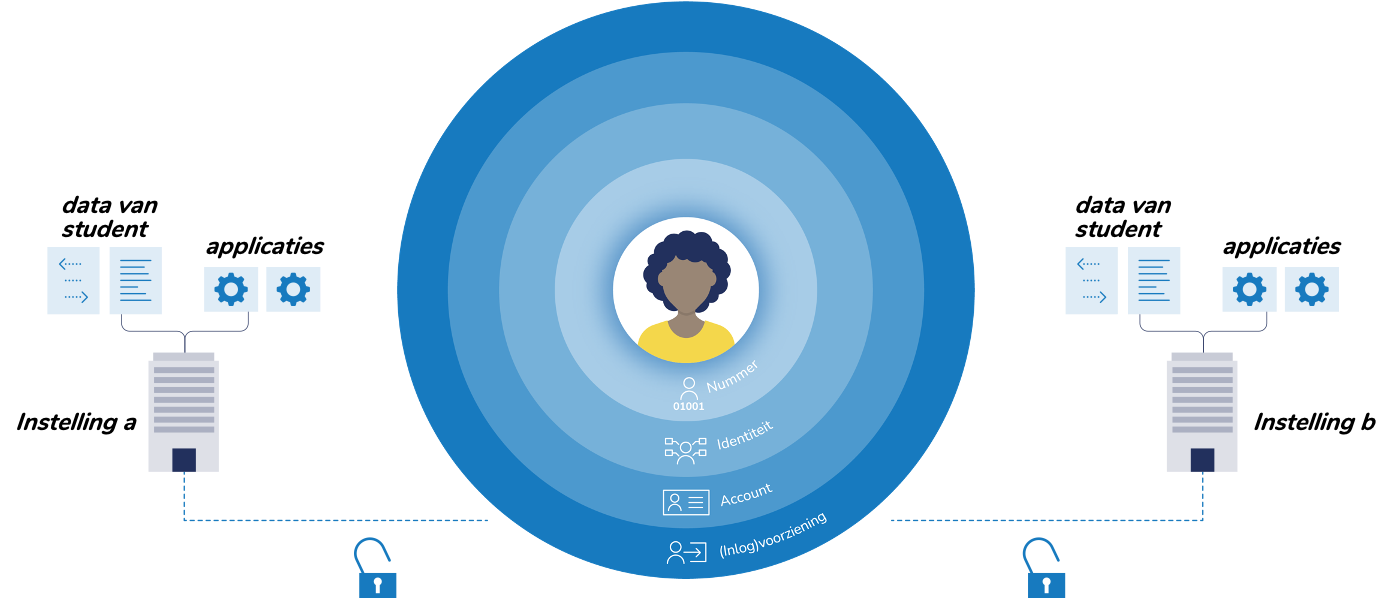 data van
student
applicaties
Instelling a
Nummer
01001
Identiteit
Account
(Inlog)voorziening
data van
student
applicaties
Instelling b